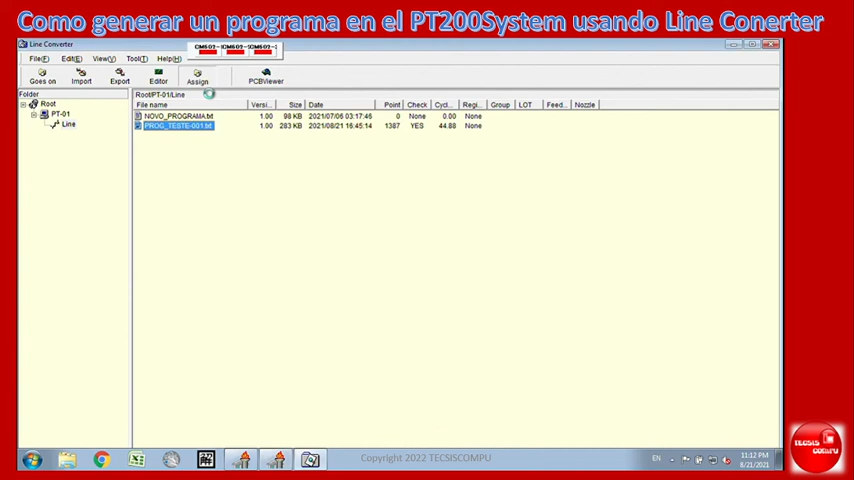 Como generar un programa en el PT200System usando Line Conerter
Line Converter
File(F) Edit(E) View(V) Tool(T) Help(H)
Goes on Import Export Editor Assign PCBViewer
Folder
Root/PT-01/Line
Root
PT-01
Line
File name Versi... Size Date Point Check Cycl... Regi... Group LOT Feed... Nozzle
NOVO_PROGRAMA.txt 1.00 98 KB 2021/07/06 03:17:46 0 None 0.00 None
PROG_TESTE-001.txt 1.00 283 KB 2021/08/21 16:45:14 1387 YES 44.88 None
Copyright 2022 TECSISCOMPU
EN
11:12 PM
8/21/2021
TECSIS
COMPU